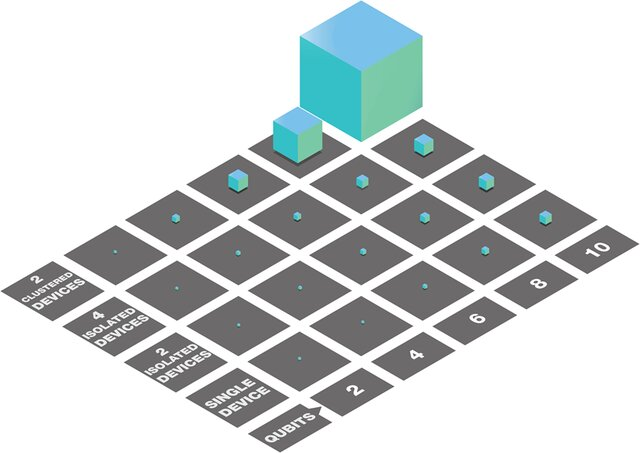 2
CLUSTERED
DEVICES
4
ISOLATED
DEVICES
2
ISOLATED
DEVICES
SINGLE
DEVICE
QUBITS
2
4
6
8
10